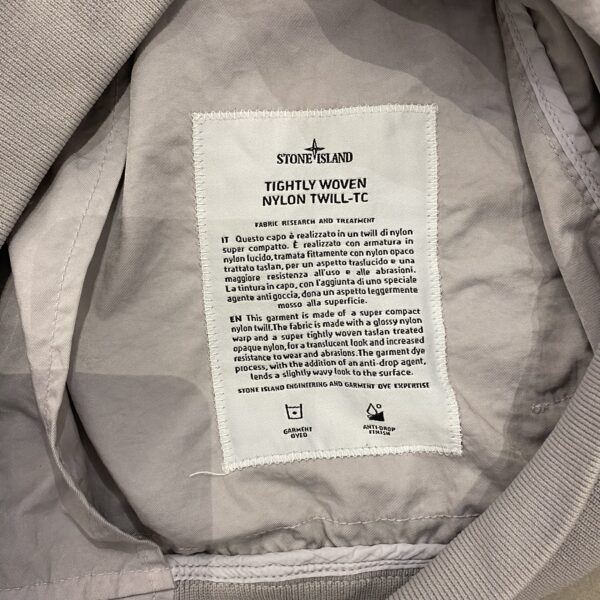 STONE ISLAND
TIGHTLY WOVEN
NYLON TWILL-TC
FABRIC RESEARCH AND TREATMENT
IT Questo capo è realizzato in un twill di nylon
super compatto. È realizzato con armatura in
nylon lucido, tramata fittamente con nylon opaco
trattato taslan, per un aspetto traslucido e una
maggiore resistenza all'uso e alle abrasioni.
La tintura in capo, con l'aggiunta di uno speciale
agente anti goccia, dona un aspetto leggermente
mosso alla superficie.
EN This garment is made of a super compact
nylon twill. The fabric is made with a glossy nylon
warp and a super tightly woven taslan treated
opaque nylon, for a translucent look and increased
resistance to wear and abrasions. The garment dye
process, with the addition of an anti-drop agent,
lends a slightly wavy look to the surface.
STONE ISLAND ENGINEERING AND GARMENT DYE EXPERTISE
GARMENT
DYED
ANTI-DROP
FINISH